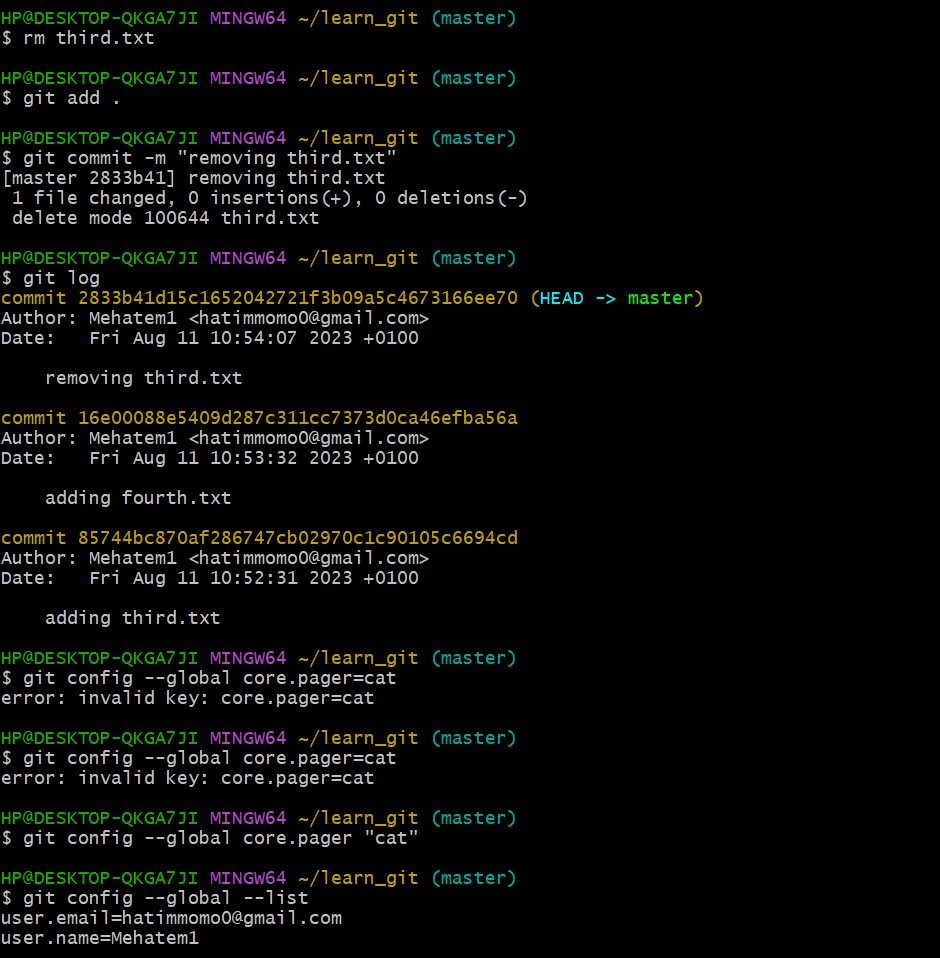 HP@DESKTOP-QKGA7JI MINGW64 ~/learn_git (master)
$ rm third.txt
HP@DESKTOP-QKGA7JI MINGW64 ~/learn_git (master)
$ git add .
HP@DESKTOP-QKGA7JI MINGW64 ~/learn_git (master)
$ git commit -m "removing third.txt"
[master 2833b41] removing third.txt
 1 file changed, 0 insertions(+), 0 deletions(-)
 delete mode 100644 third.txt
HP@DESKTOP-QKGA7JI MINGW64 ~/learn_git (master)
$ git log
commit 2833b41d15c1652042721f3b09a5c4673166ee70 (HEAD -> master)
Author: Mehatem1 <hatimmomo0@gmail.com>
Date:   Fri Aug 11 10:54:07 2023 +0100
    removing third.txt
commit 16e00088e5409d287c311cc7373d0ca46efba56a
Author: Mehatem1 <hatimmomo0@gmail.com>
Date:   Fri Aug 11 10:53:32 2023 +0100
    adding fourth.txt
commit 85744bc870af286747cb02970c1c90105c6694cd
Author: Mehatem1 <hatimmomo0@gmail.com>
Date:   Fri Aug 11 10:52:31 2023 +0100
    adding third.txt
HP@DESKTOP-QKGA7JI MINGW64 ~/learn_git (master)
$ git config --global core.pager=cat
error: invalid key: core.pager=cat
HP@DESKTOP-QKGA7JI MINGW64 ~/learn_git (master)
$ git config --global core.pager=cat
error: invalid key: core.pager=cat
HP@DESKTOP-QKGA7JI MINGW64 ~/learn_git (master)
$ git config --global core.pager "cat"
HP@DESKTOP-QKGA7JI MINGW64 ~/learn_git (master)
$ git config --global --list
user.email=hatimmomo0@gmail.com
user.name=Mehatem1